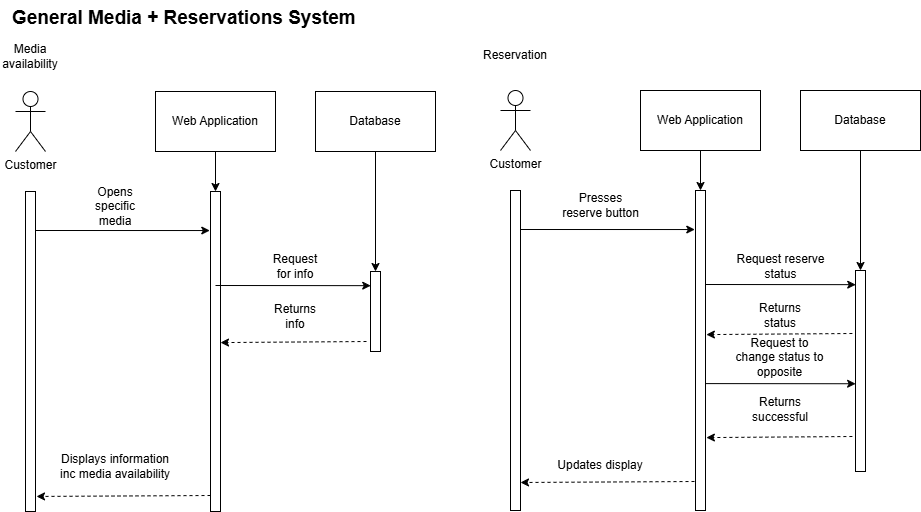 General Media + Reservations System
Media
availability
Customer
Web Application
Database
Opens
specific
media
Request
for info
Returns
info
Displays information
inc media availability
Reservation
Customer
Web Application
Database
Presses
reserve button
Request reserve
status
Returns
status
Request to
change status to
opposite
Returns
successful
Updates display